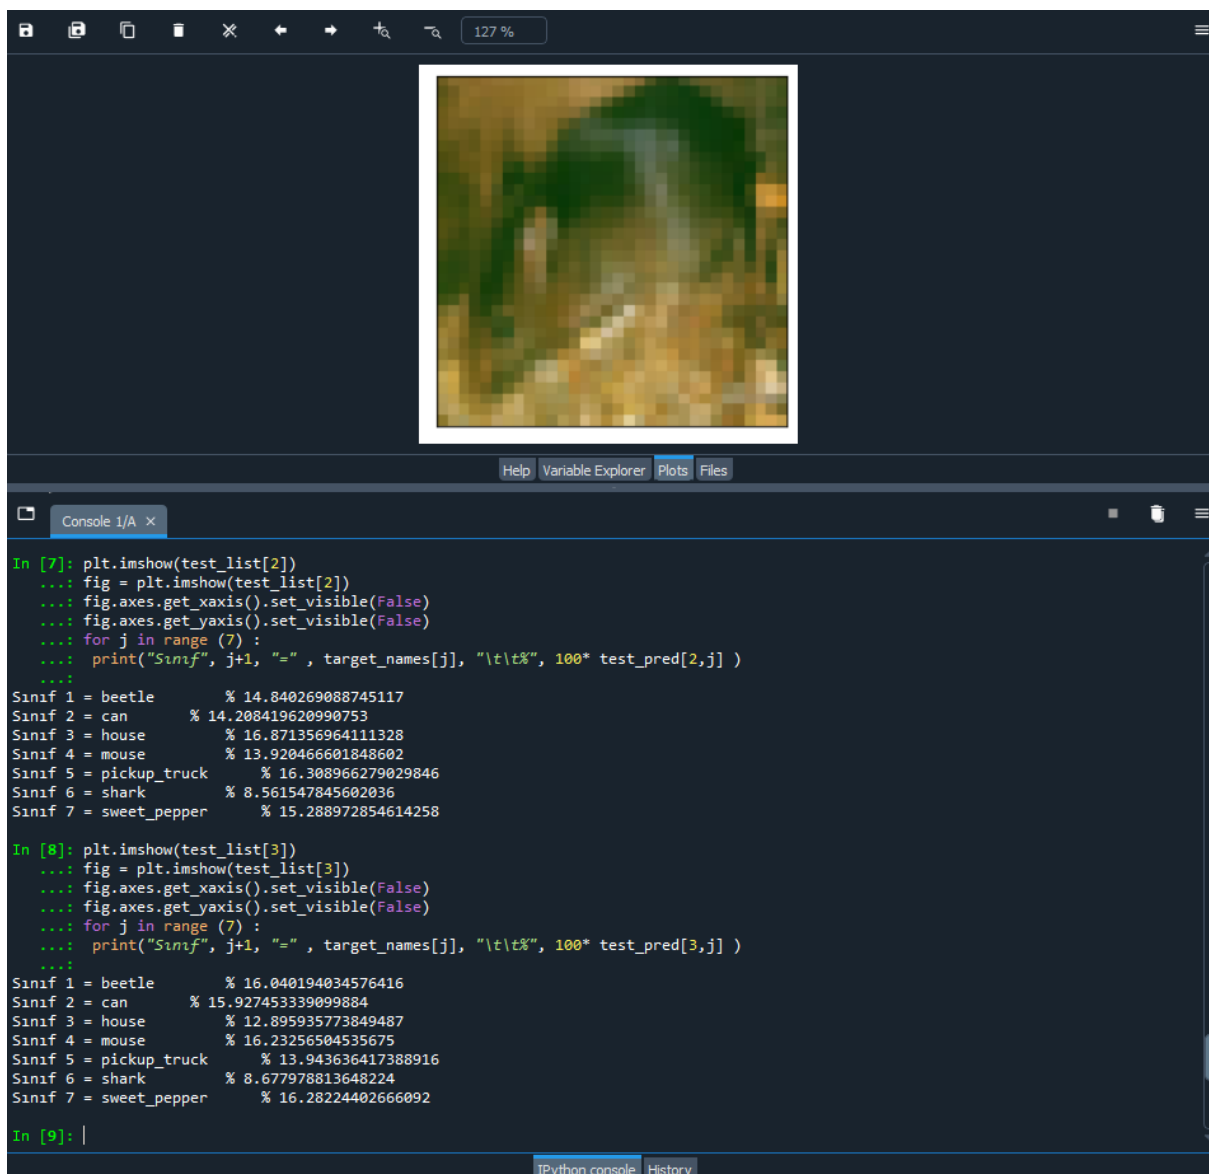 127 %
Help Variable Explorer Plots Files
Console 1/A ×
In [7]: plt.imshow(test_list[2])
   ...: fig = plt.imshow(test_list[2])
   ...: fig.axes.get_xaxis().set_visible(False)
   ...: fig.axes.get_yaxis().set_visible(False)
   ...: for j in range (7) :
   ...:  print("Sınıf", j+1, "=" , target_names[j], "\t\t%", 100* test_pred[2,j] )
   ...:
Sınıf 1 = beetle         % 14.840269088745117
Sınıf 2 = can        % 14.208419620990753
Sınıf 3 = house          % 16.871356964111328
Sınıf 4 = mouse          % 13.920466601848602
Sınıf 5 = pickup_truck       % 16.308966279029846
Sınıf 6 = shark          % 8.561547845602036
Sınıf 7 = sweet_pepper       % 15.288972854614258
In [8]: plt.imshow(test_list[3])
   ...: fig = plt.imshow(test_list[3])
   ...: fig.axes.get_xaxis().set_visible(False)
   ...: fig.axes.get_yaxis().set_visible(False)
   ...: for j in range (7) :
   ...:  print("Sınıf", j+1, "=" , target_names[j], "\t\t%", 100* test_pred[3,j] )
   ...:
Sınıf 1 = beetle         % 16.040194034576416
Sınıf 2 = can        % 15.927453339099884
Sınıf 3 = house          % 12.895935773849487
Sınıf 4 = mouse          % 16.23256504535675
Sınıf 5 = pickup_truck       % 13.943636417388916
Sınıf 6 = shark          % 8.677978813648224
Sınıf 7 = sweet_pepper       % 16.28224402666092
In [9]:
IPython console History